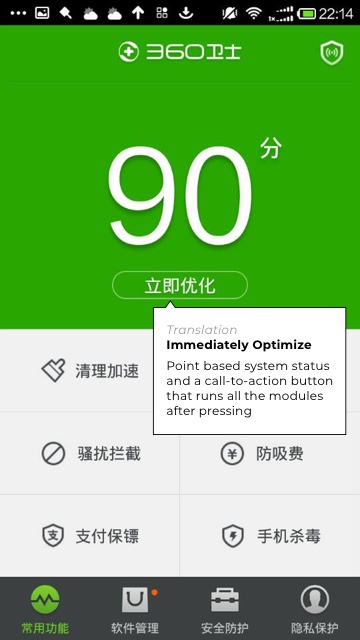 1x 22:14
360卫士
90分
立即优化
Translation
Immediately Optimize
Point based system status
and a call-to-action button
that runs all the modules
after pressing
清理加速
骚扰拦截
防吸费
支付保镖
手机杀毒
常用功能
软件管理
安全防护
隐私保护